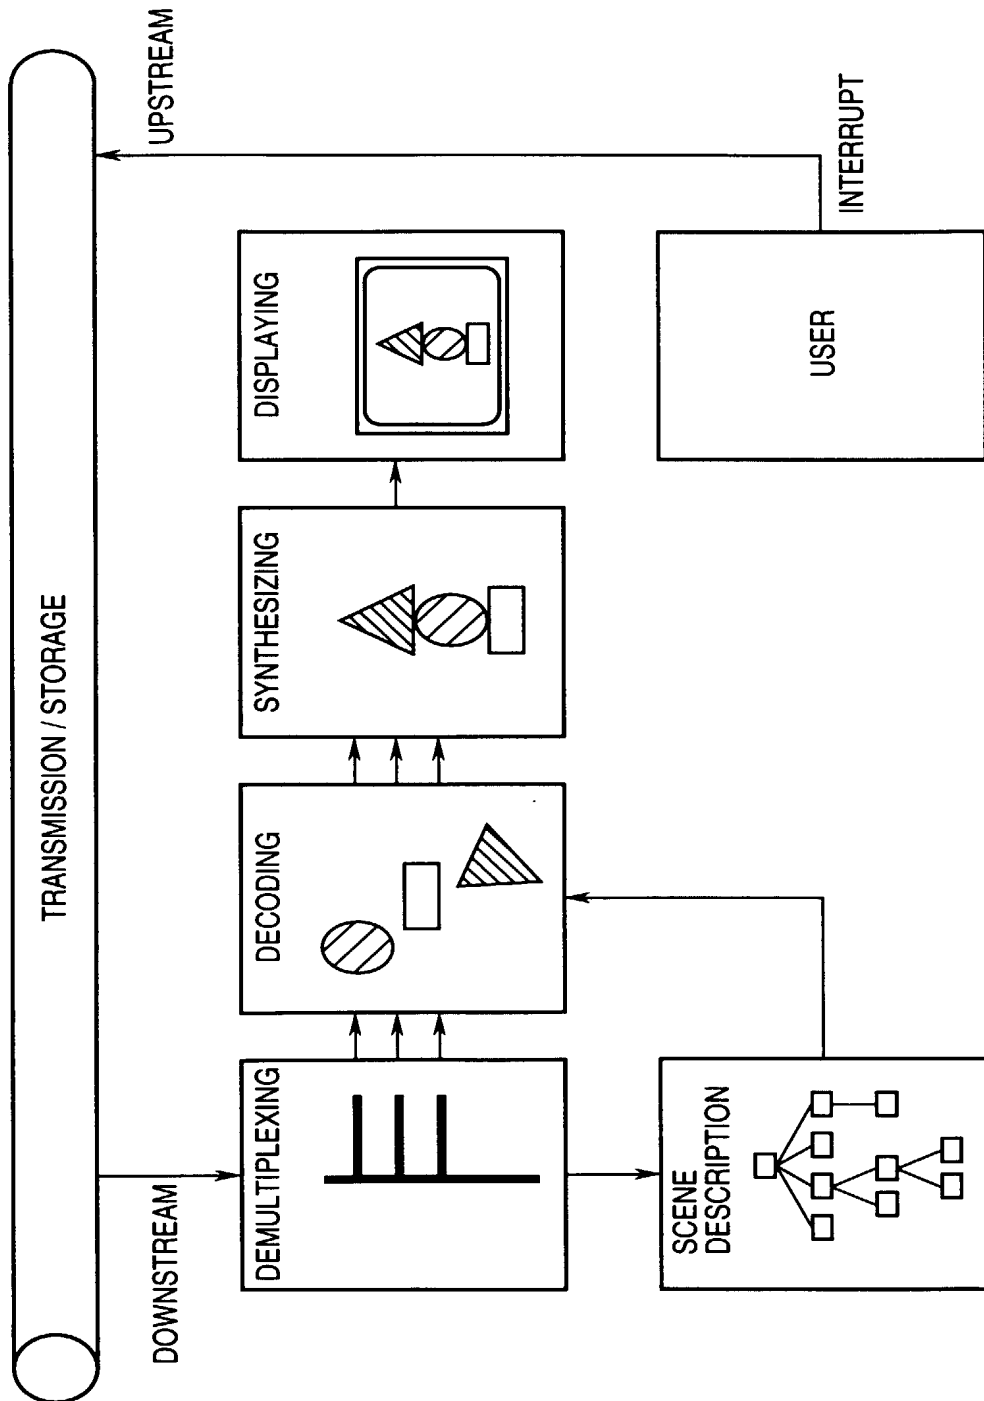 TRANSMISSION / STORAGE
DOWNSTREAM
UPSTREAM
DEMULTIPLEXING
DECODING
SYNTHESIZING
DISPLAYING
SCENE
DESCRIPTION
USER
INTERRUPT